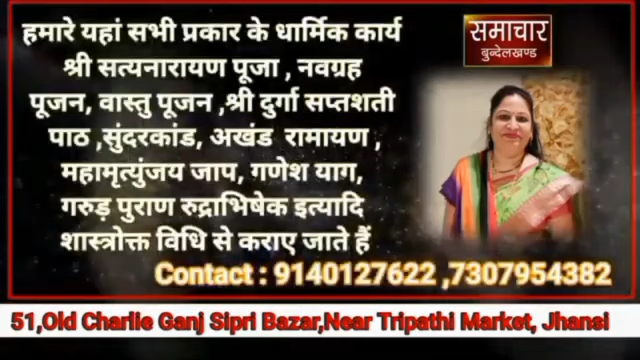 हमारे यहां सभी प्रकार के धार्मिक कार्य
श्री सत्यनारायण पूजा , नवग्रह
पूजन, वास्तु पूजन ,श्री दुर्गा सप्तशती
पाठ ,सुंदरकांड, अखंड रामायण ,
महामृत्युंजय जाप, गणेश याग,
गरुड़ पुराण रुद्राभिषेक इत्यादि
शास्त्रोक्त विधि से कराए जाते हैं
समाचार
बुन्देलखण्ड
Contact : 9140127622 ,7307954382
51,Old Charlie Ganj Sipri Bazar,Near Tripathi Market, Jhansi